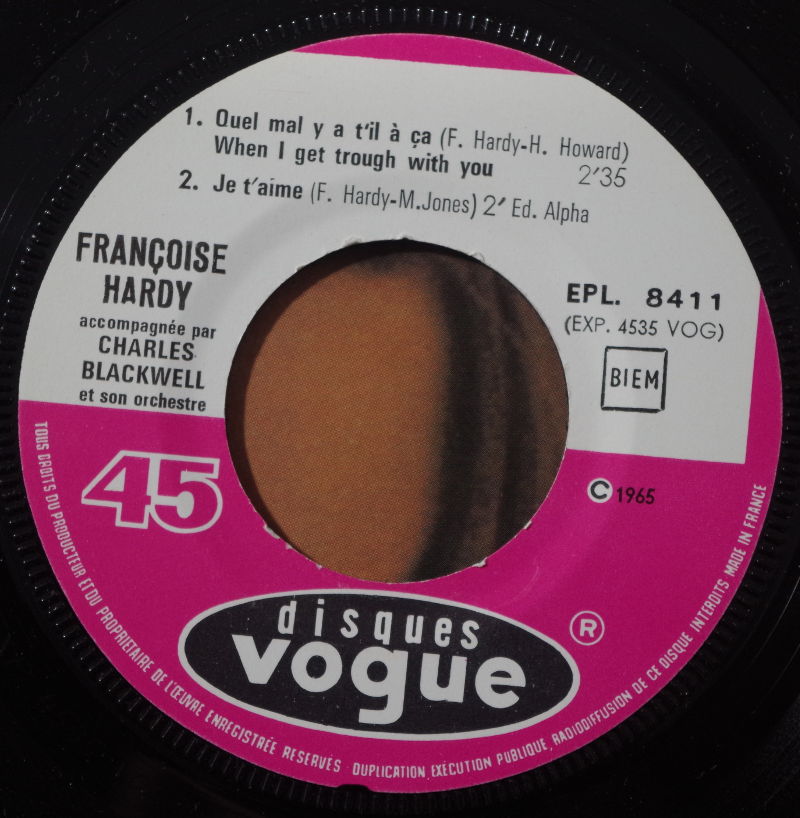 1. Quel mal y a t'il à ça (F. Hardy-H. Howard)
When I get trough with you 2'35
2. Je t'aime (F. Hardy-M.Jones) 2' Ed. Alpha
FRANÇOISE
HARDY
accompagnée par
CHARLES
BLACKWELL
et son orchestre
EPL. 8411
(EXP. 4535 VOG)
BIEM
45
© 1965
disques
vogue
®
TOUS DROITS DU PRODUCTEUR ET DU PROPRIETAIRE DE L'ŒUVRE ENREGISTRÉE RESERVÉS · DUPLICATION, EXÉCUTION PUBLIQUE, RADIODIFFUSION DE CE DISQUE INTERDITS MADE IN FRANCE